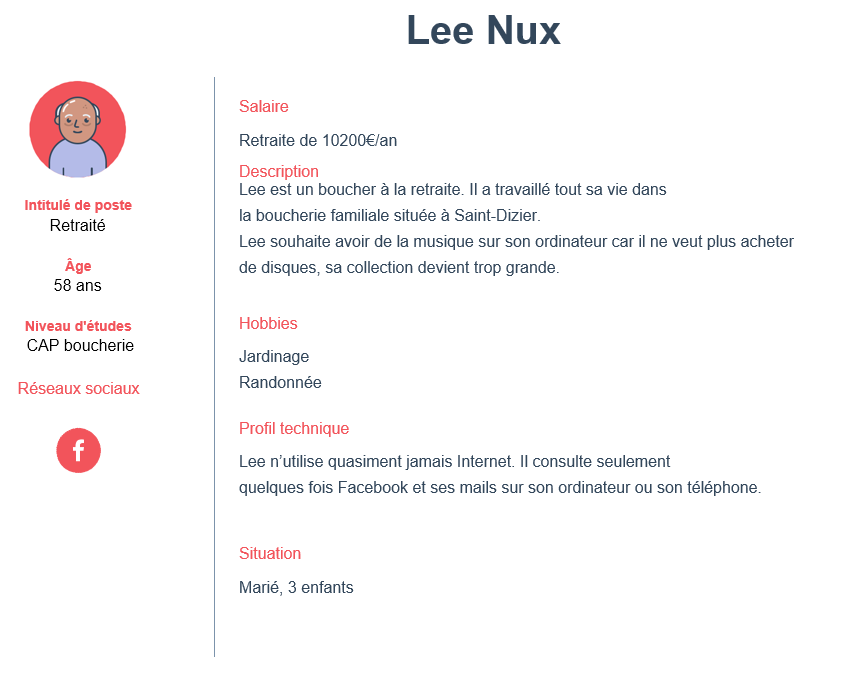 Lee Nux
Intitulé de poste
Retraité
Âge
58 ans
Niveau d'études
CAP boucherie
Réseaux sociaux
f
Salaire
Retraite de 10200€/an
Description
Lee est un boucher à la retraite. Il a travaillé tout sa vie dans
la boucherie familiale située à Saint-Dizier.
Lee souhaite avoir de la musique sur son ordinateur car il ne veut plus acheter
de disques, sa collection devient trop grande.
Hobbies
Jardinage
Randonnée
Profil technique
Lee n’utilise quasiment jamais Internet. Il consulte seulement
quelques fois Facebook et ses mails sur son ordinateur ou son téléphone.
Situation
Marié, 3 enfants